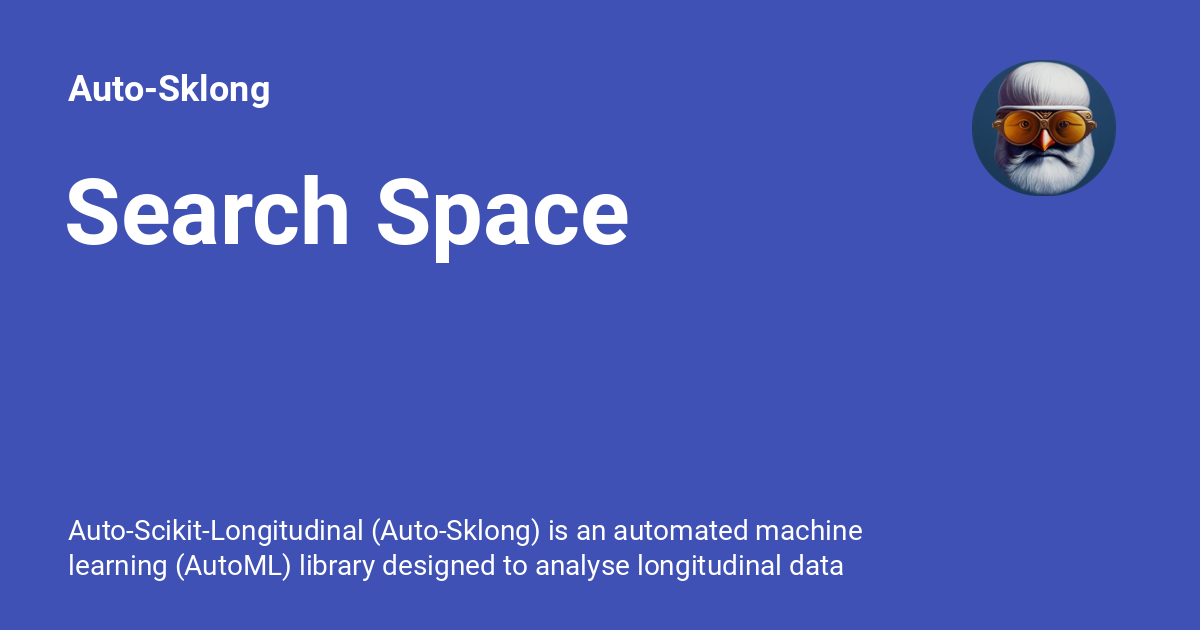 Auto-Sklong
Search Space
Auto-Scikit-Longitudinal (Auto-Sklong) is an automated machine
learning (AutoML) library designed to analyse longitudinal data